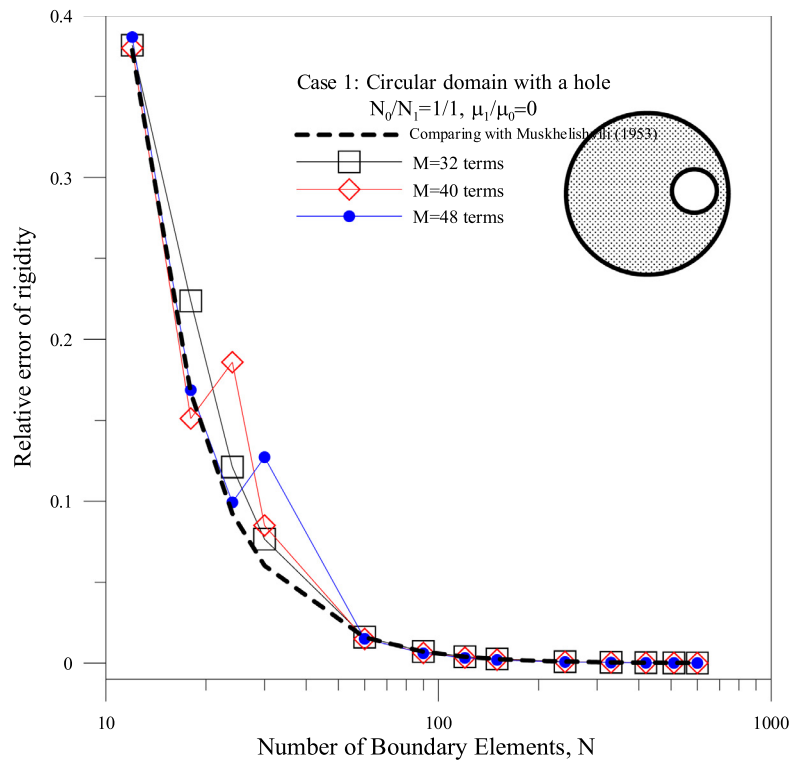 0.4
0.3
0.2
0.1
0
Relative error of rigidity
Case 1: Circular domain with a hole
N0/N1=1/1, μ1/μ0=0
Comparing with Muskhelishvili (1953)
M=32 terms
M=40 terms
M=48 terms
10
100
1000
Number of Boundary Elements, N